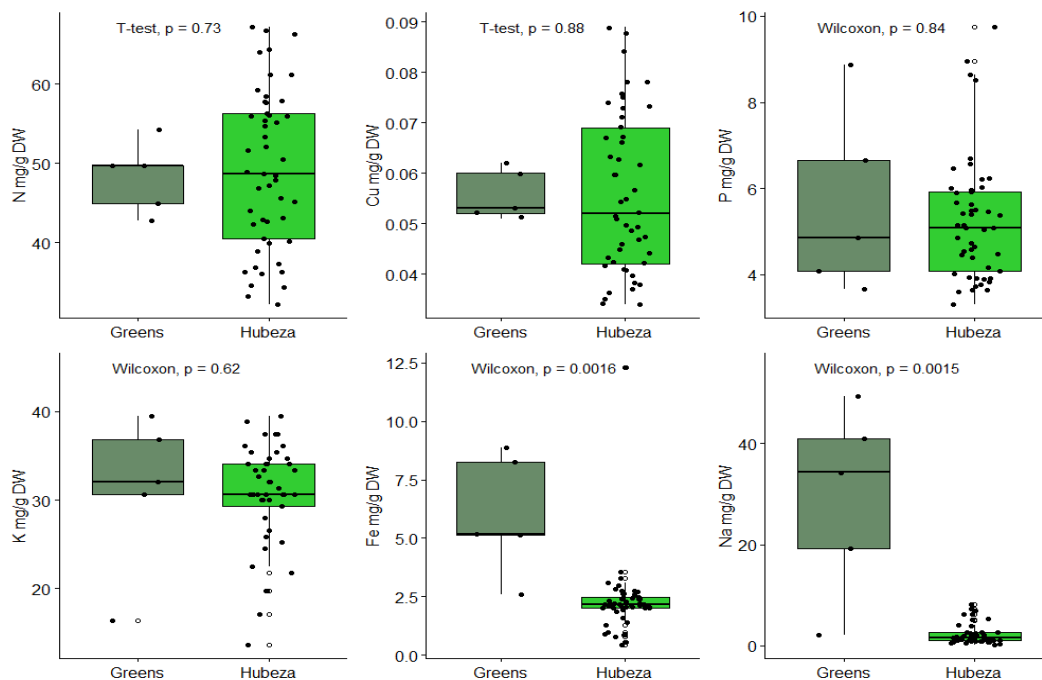 T-test, p = 0.73
N mg/g DW
60
50
40
Greens Hubeza
T-test, p = 0.88
Cu mg/g DW
0.09
0.08
0.07
0.06
0.05
0.04
Greens Hubeza
Wilcoxon, p = 0.84
P mg/g DW
10
8
6
4
Greens Hubeza
Wilcoxon, p = 0.62
K mg/g DW
40
30
20
Greens Hubeza
Wilcoxon, p = 0.0016
Fe mg/g DW
12.5
10.0
7.5
5.0
2.5
0.0
Greens Hubeza
Wilcoxon, p = 0.0015
Na mg/g DW
40
20
0
Greens Hubeza